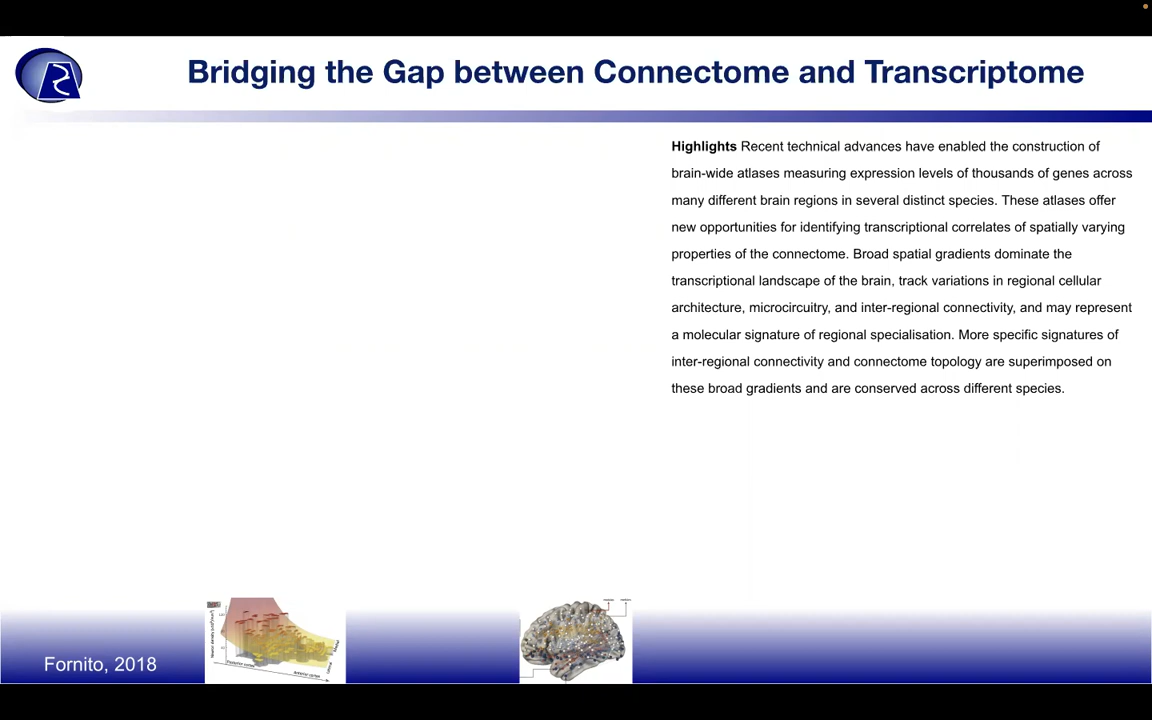 Bridging the Gap between Connectome and Transcriptome
Highlights Recent technical advances have enabled the construction of
brain-wide atlases measuring expression levels of thousands of genes across
many different brain regions in several distinct species. These atlases offer
new opportunities for identifying transcriptional correlates of spatially varying
properties of the connectome. Broad spatial gradients dominate the
transcriptional landscape of the brain, track variations in regional cellular
architecture, microcircuitry, and inter-regional connectivity, and may represent
a molecular signature of regional specialisation. More specific signatures of
inter-regional connectivity and connectome topology are superimposed on
these broad gradients and are conserved across different species.
Posterior cortex
Anterior cortex
Fornito, 2018